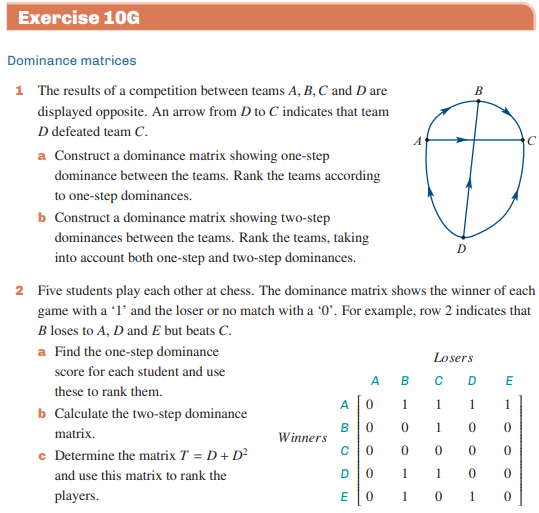 Exercise 10G
Dominance matrices
1 The results of a competition between teams A, B, C and D are
displayed opposite. An arrow from D to C indicates that team
D defeated team C.
a Construct a dominance matrix showing one-step
dominance between the teams. Rank the teams according
to one-step dominances.
b Construct a dominance matrix showing two-step
dominances between the teams. Rank the teams, taking
into account both one-step and two-step dominances.
B
A
C
D
2 Five students play each other at chess. The dominance matrix shows the winner of each
game with a ‘1’ and the loser or no match with a ‘0’. For example, row 2 indicates that
B loses to A, D and E but beats C.
a Find the one-step dominance
score for each student and use
these to rank them.
b Calculate the two-step dominance
matrix.
c Determine the matrix T = D + D²
and use this matrix to rank the
players.
Losers
A B C D E
Winners
A 0 1 1 1 1
B 0 0 1 0 0
C 0 0 0 0 0
D 0 1 1 0 0
E 0 1 0 1 0